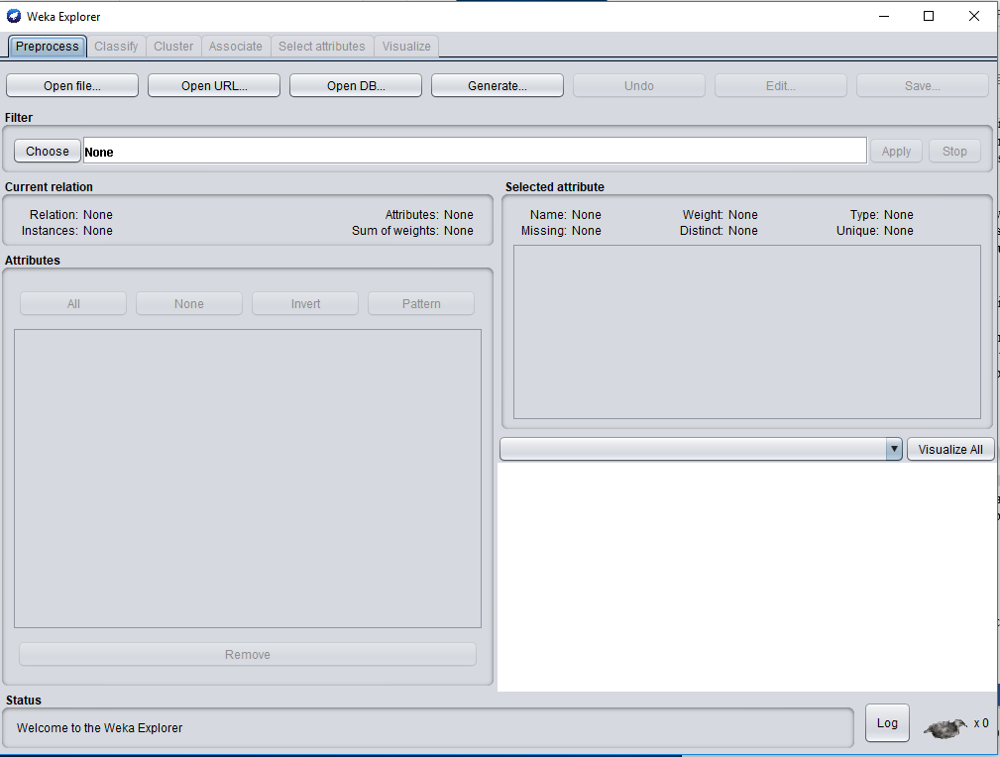 Weka Explorer
Preprocess Classify Cluster Associate Select attributes Visualize
Open file... Open URL... Open DB... Generate... Undo Edit... Save...
Filter
Choose None Apply Stop
Current relation
Relation: None Attributes: None
Instances: None Sum of weights: None
Selected attribute
Name: None Weight: None Type: None
Missing: None Distinct: None Unique: None
Attributes
All None Invert Pattern
Visualize All
Remove
Status
Welcome to the Weka Explorer
Log x 0